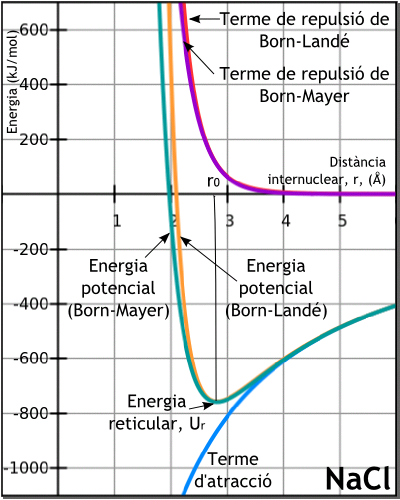 600
400
200
-200
-400
-600
-800
-1000
Energia (kJ/mol)
Terme de repulsió de
Born-Landé
Terme de repulsió de
Born-Mayer
Distància
internuclear, r, (Å)
r₀
1
2
3
4
5
Energia
potencial
(Born-Mayer)
Energia
potencial
(Born-Landé)
Energia
reticular, Uᵣ
Terme
d'atracció
NaCl